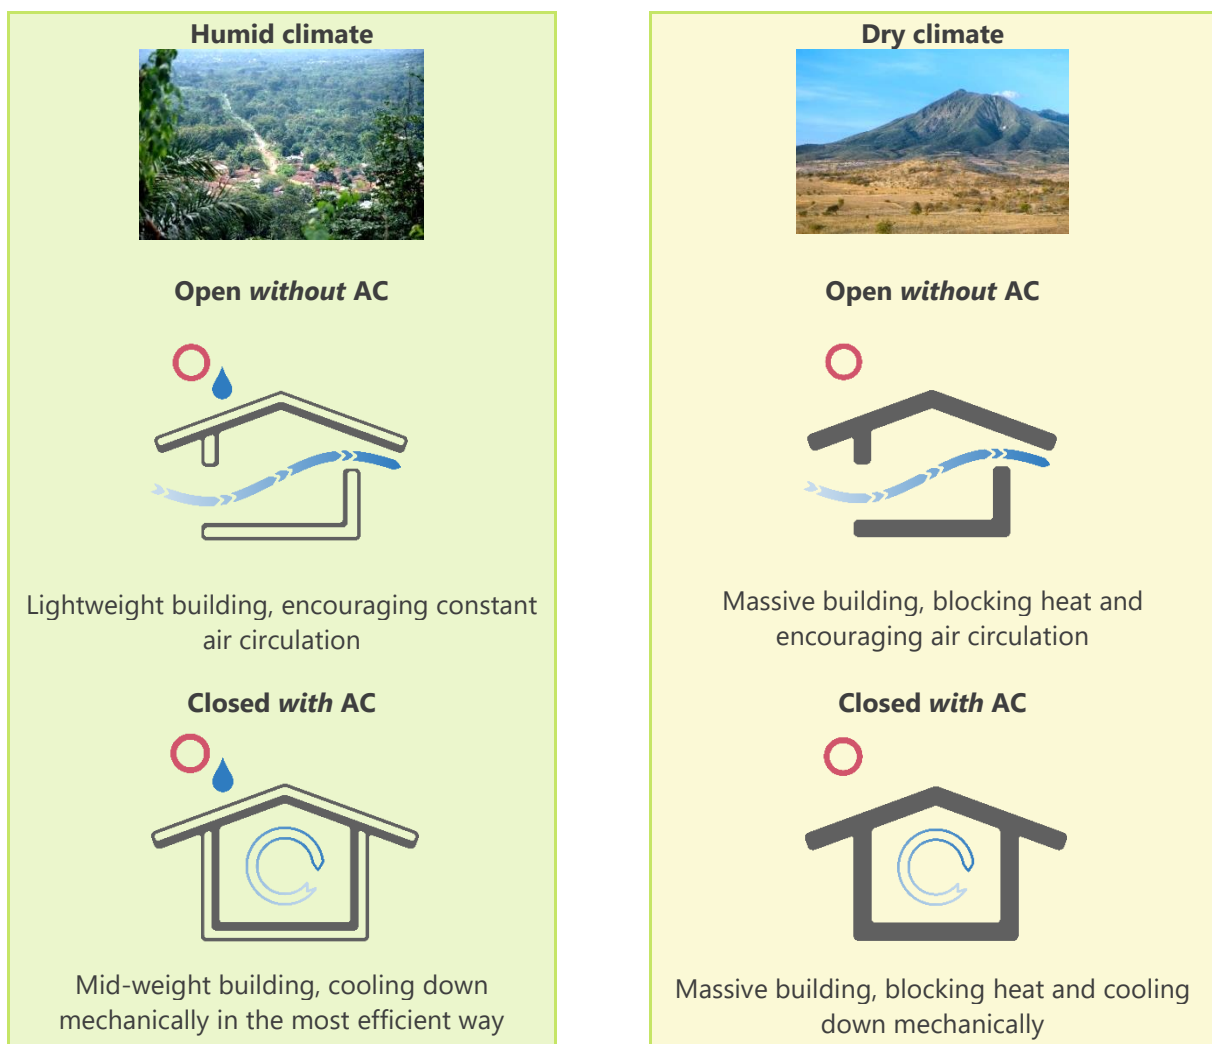 Humid climate
Open without AC
Lightweight building, encouraging constant
air circulation
Closed with AC
Mid-weight building, cooling down
mechanically in the most efficient way
Dry climate
Open without AC
Massive building, blocking heat and
encouraging air circulation
Closed with AC
Massive building, blocking heat and cooling
down mechanically